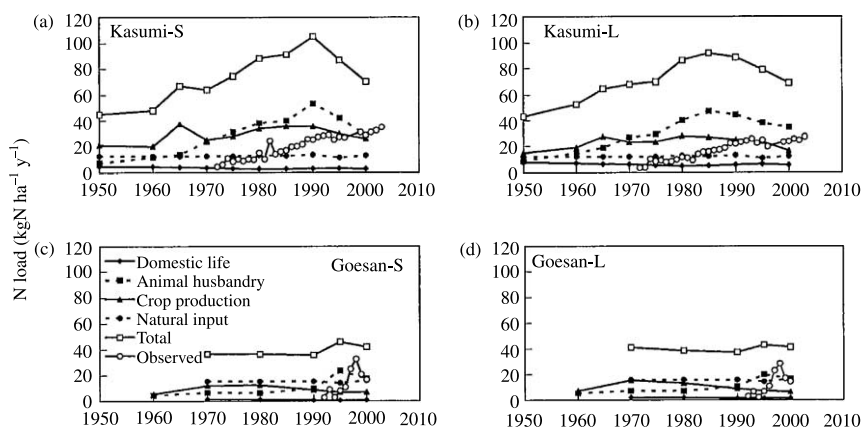 (a)
Kasumi-S
120
100
80
60
40
20
0
1950 1960 1970 1980 1990 2000 2010
(b)
Kasumi-L
120
100
80
60
40
20
0
1950 1960 1970 1980 1990 2000 2010
N load (kgN ha⁻¹ y⁻¹)
(c)
Goesan-S
120
100
80
60
40
20
0
Domestic life
Animal husbandry
Crop production
Natural input
Total
Observed
1950 1960 1970 1980 1990 2000 2010
(d)
Goesan-L
120
100
80
60
40
20
0
1950 1960 1970 1980 1990 2000 2010